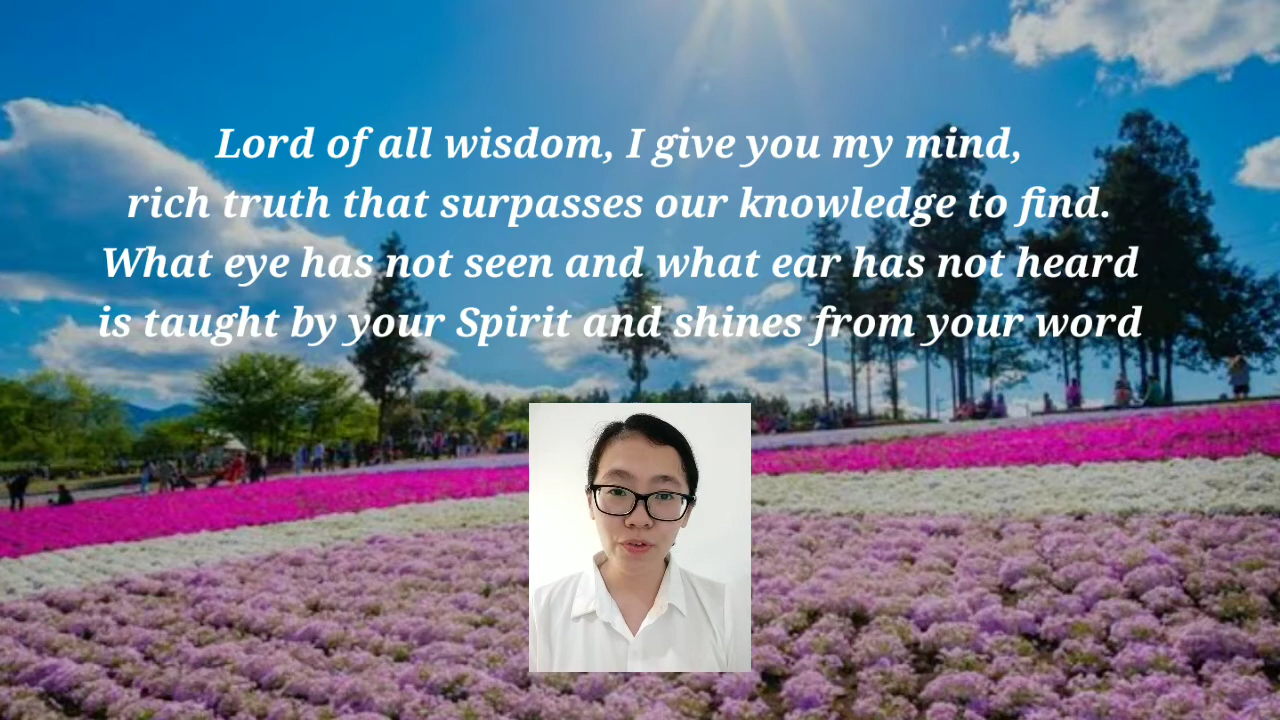 Lord of all wisdom, I give you my mind,
rich truth that surpasses our knowledge to find.
What eye has not seen and what ear has not heard
is taught by your Spirit and shines from your word